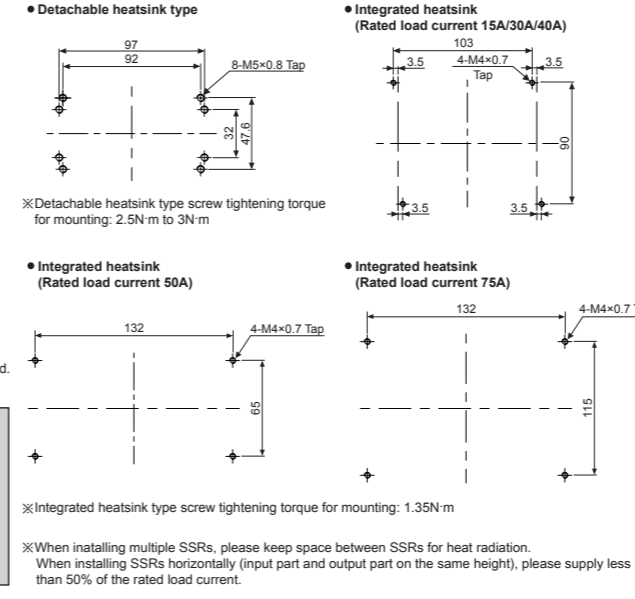 ● Detachable heatsink type
97
92
8-M5×0.8 Tap
32
47.6
※Detachable heatsink type screw tightening torque
for mounting: 2.5N·m to 3N·m
● Integrated heatsink
(Rated load current 15A/30A/40A)
103
3.5
4-M4×0.7
Tap
3.5
90
3.5
3.5
● Integrated heatsink
(Rated load current 50A)
132
4-M4×0.7 Tap
65
d.
● Integrated heatsink
(Rated load current 75A)
132
4-M4×0.7
115
※Integrated heatsink type screw tightening torque for mounting: 1.35N·m
※When inatalling multiple SSRs, please keep space between SSRs for heat radiation.
When installing SSRs horizontally (input part and output part on the same height), please supply less
than 50% of the rated load current.